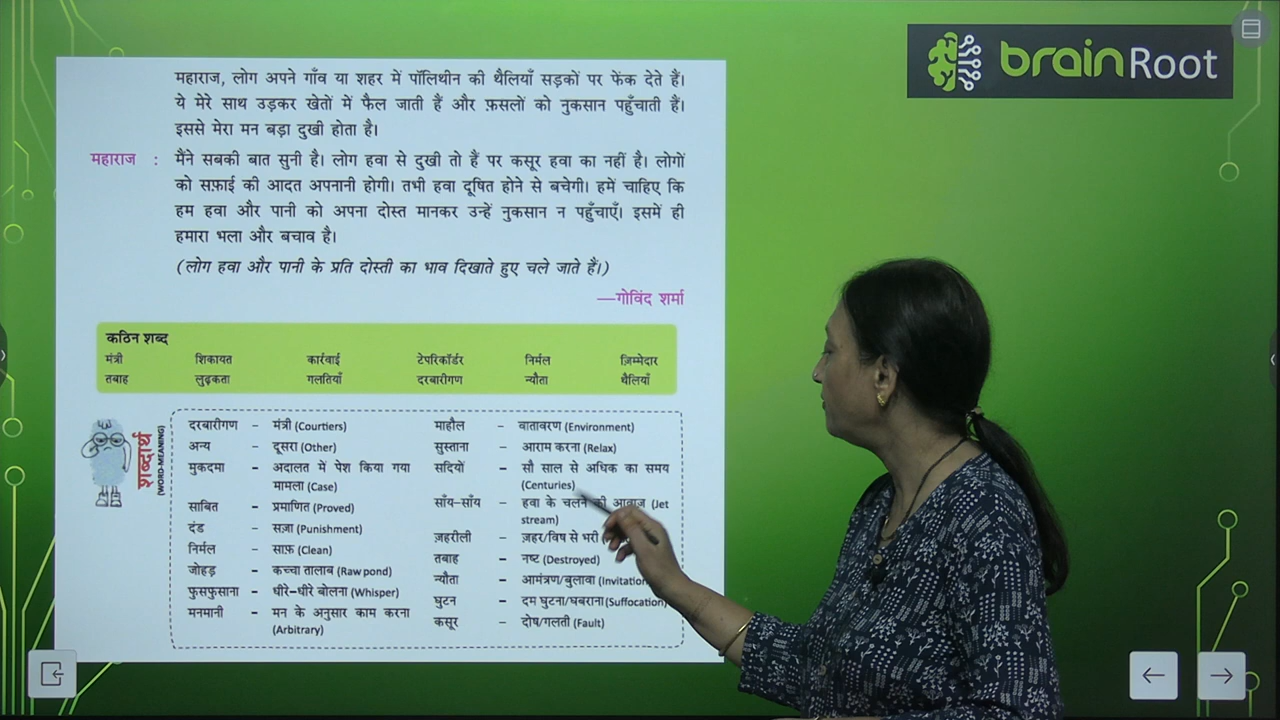 brainRoot
महाराज, लोग अपने गाँव या शहर में पॉलिथीन की थैलियाँ सड़कों पर फेंक देते हैं।
ये मेरे साथ उड़कर खेतों में फैल जाती हैं और फ़सलों को नुकसान पहुँचाती हैं।
इससे मेरा मन बड़ा दुखी होता है।
महाराज : मैंने सबकी बात सुनी है। लोग हवा से दुखी तो हैं पर कसूर हवा का नहीं है। लोगों
को सफ़ाई की आदत अपनानी होगी। तभी हवा दूषित होने से बचेगी। हमें चाहिए कि
हम हवा और पानी को अपना दोस्त मानकर उन्हें नुकसान न पहुँचाएँ। इसमें ही
हमारा भला और बचाव है।
(लोग हवा और पानी के प्रति दोस्ती का भाव दिखाते हुए चले जाते हैं।)
—गोविंद शर्मा
कठिन शब्द
मंत्री शिकायत कार्रवाई टेपरिकॉर्डर निर्मल ज़िम्मेदार
तबाह लुढ़कता गलतियाँ दरबारीगण न्यौता थैलियाँ
शब्दार्थ
(WORD-MEANING)
दरबारीगण – मंत्री (Courtiers)
अन्य – दूसरा (Other)
मुकदमा – अदालत में पेश किया गया
मामला (Case)
साबित – प्रमाणित (Proved)
दंड – सज़ा (Punishment)
निर्मल – साफ़ (Clean)
जोहड़ – कच्चा तालाब (Raw pond)
फुसफुसाना – धीरे-धीरे बोलना (Whisper)
मनमानी – मन के अनुसार काम करना
(Arbitrary)
माहौल – वातावरण (Environment)
सुस्ताना – आराम करना (Relax)
सदियों – सौ साल से अधिक का समय
(Centuries)
साँय-साँय – हवा के चलने की आवाज़ (Jet
stream)
ज़हरीली – ज़हर/विष से भरी
तबाह – नष्ट (Destroyed)
न्यौता – आमंत्रण/बुलावा (Invitation)
घुटन – दम घुटना/घबराना (Suffocation)
कसूर – दोष/गलती (Fault)